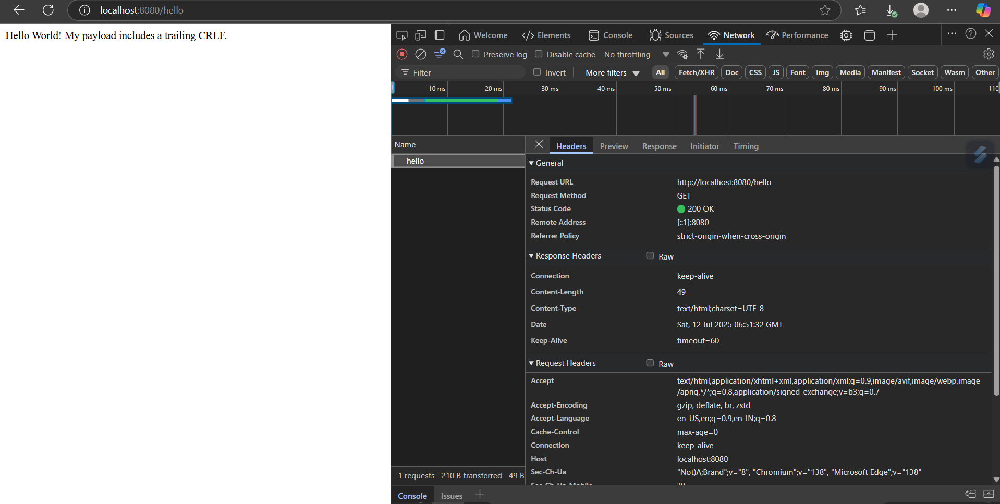 localhost:8080/hello
Hello World! My payload includes a trailing CRLF.
Welcome Elements Console Sources Network Performance
Preserve log Disable cache No throttling
Filter Invert More filters All Fetch/XHR Doc CSS JS Font Img Media Manifest Socket Wasm Other
10 ms 20 ms 30 ms 40 ms 50 ms 60 ms 70 ms 80 ms 90 ms 100 ms 110
Name
hello
Headers Preview Response Initiator Timing
General
Request URL http://localhost:8080/hello
Request Method GET
Status Code 200 OK
Remote Address [::1]:8080
Referrer Policy strict-origin-when-cross-origin
Response Headers Raw
Connection keep-alive
Content-Length 49
Content-Type text/html;charset=UTF-8
Date Sat, 12 Jul 2025 06:51:32 GMT
Keep-Alive timeout=60
Request Headers Raw
Accept text/html,application/xhtml+xml,application/xml;q=0.9,image/avif,image/webp,image
/apng,*/*;q=0.8,application/signed-exchange;v=b3;q=0.7
Accept-Encoding gzip, deflate, br, zstd
Accept-Language en-US,en;q=0.9,en-IN;q=0.8
Cache-Control max-age=0
Connection keep-alive
Host localhost:8080
Sec-Ch-Ua "Not)A;Brand";v="8", "Chromium";v="138", "Microsoft Edge";v="138"
Sec-Ch-Ua-Mobile
1 requests 210 B transferred 49 B
Console Issues